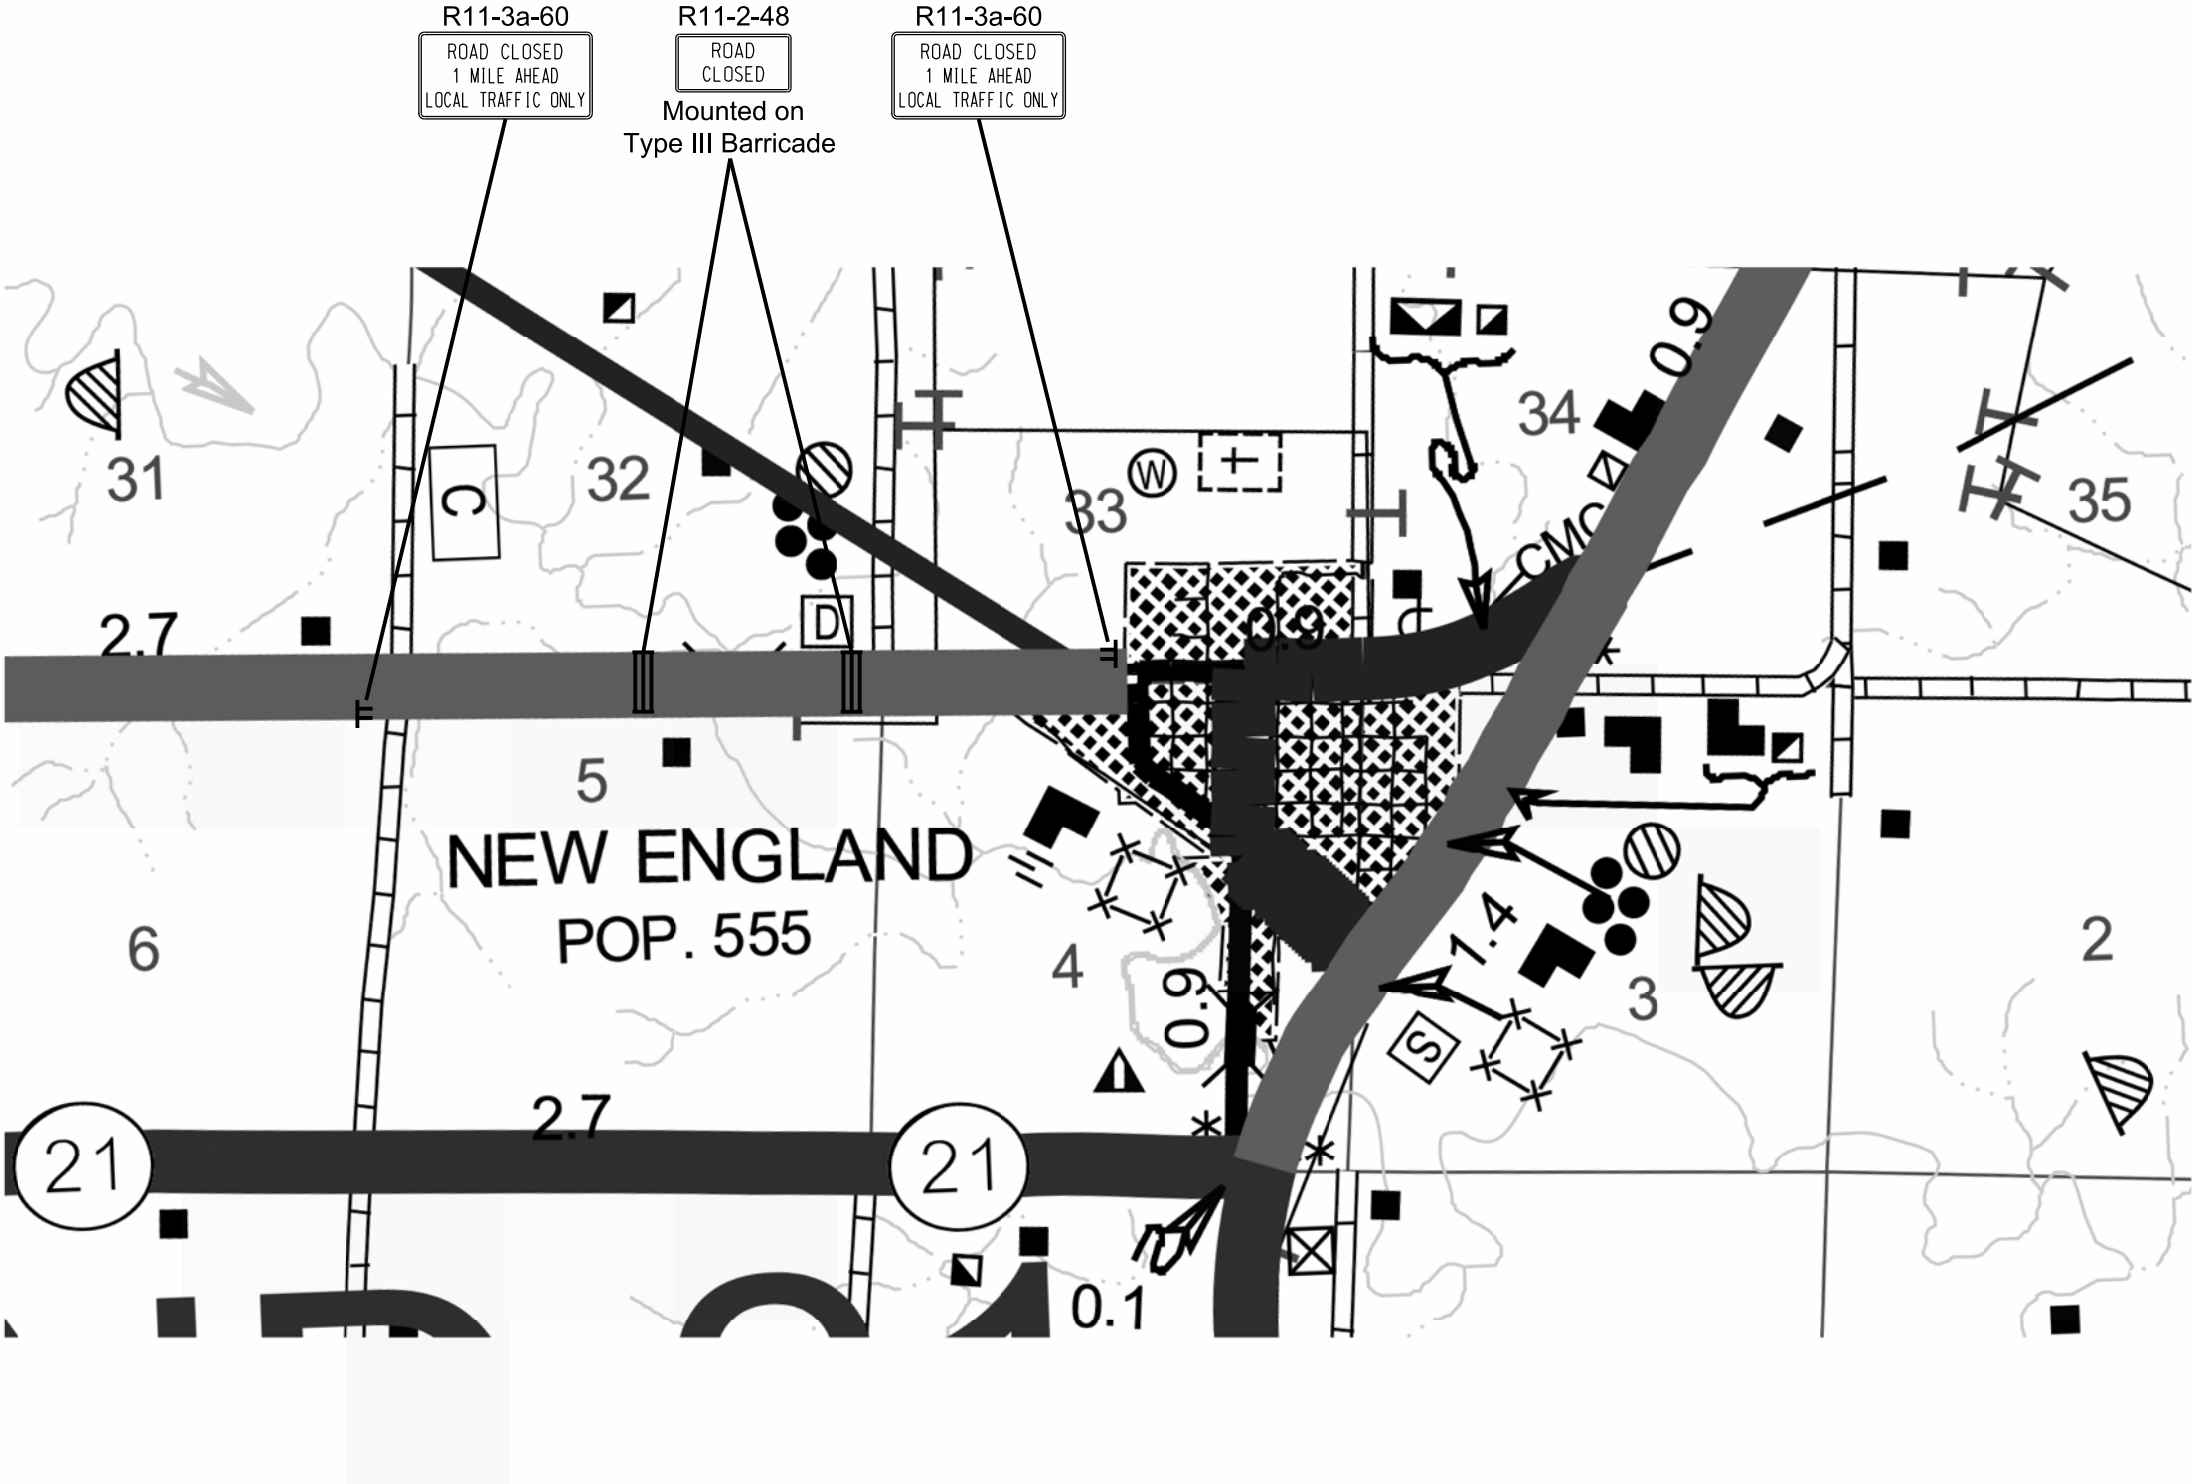 R11-3a-60
ROAD CLOSED
1 MILE AHEAD
LOCAL TRAFFIC ONLY
R11-2-48
ROAD
CLOSED
Mounted on
Type III Barricade
R11-3a-60
ROAD CLOSED
1 MILE AHEAD
LOCAL TRAFFIC ONLY
0.9
34
31
C
32
33
W
35
CMC
2.7
D
0.9
5
NEW ENGLAND
POP. 555
6
4
0.9
1.4
3
2
S
2.7
21
21
0.1